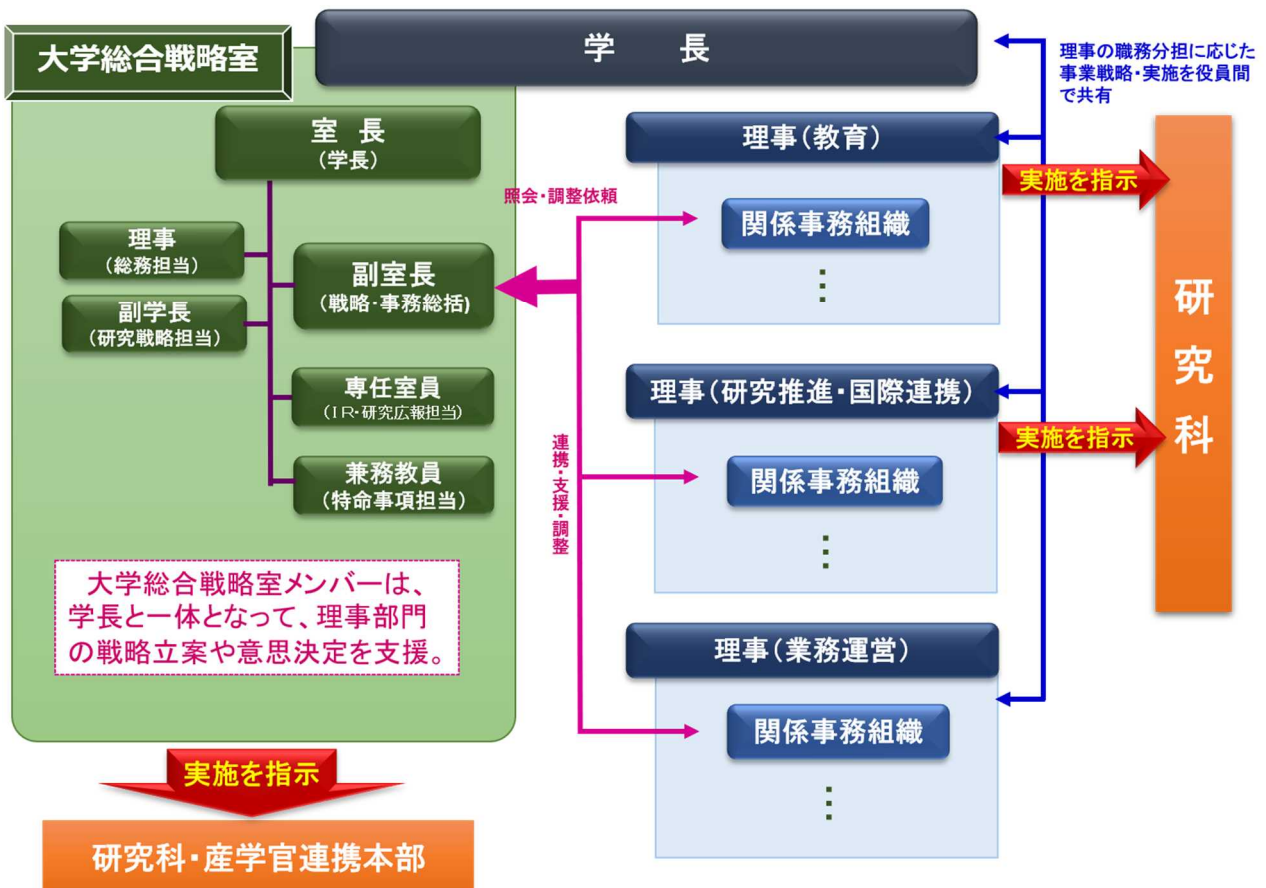 大学総合戦略室
学 長
理事の職務分担に応じた
事業戦略・実施を役員間
で共有
室 長
(学長)
理事
(総務担当)
副学長
(研究戦略担当)
副室長
(戦略・事務総括)
専任室員
(IR・研究広報担当)
兼務教員
(特命事項担当)
大学総合戦略室メンバーは、
学長と一体となって、理事部門
の戦略立案や意思決定を支援。
実施を指示
研究科・産学官連携本部
照会・調整依頼
連携・支援・調整
理事(教育)
関係事務組織
⋮
実施を指示
理事(研究推進・国際連携)
関係事務組織
⋮
実施を指示
理事(業務運営)
関係事務組織
⋮
研究科